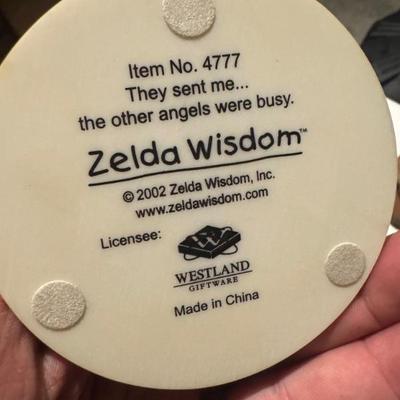 Item No. 4777
They sent me...
the other angels were busy.
Zelda Wisdom™
© 2002 Zelda Wisdom, Inc.
www.zeldawisdom.com
Licensee:
W
WESTLAND
GIFTWARE
Made in China